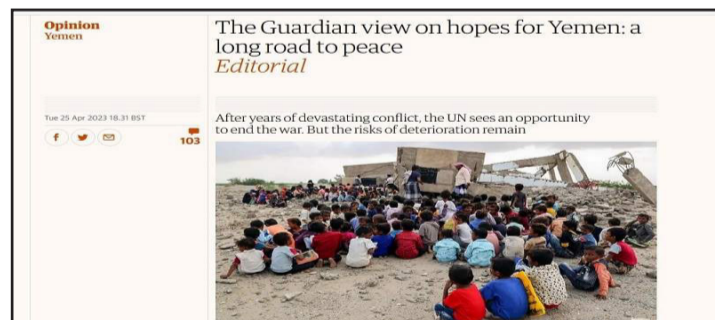 Opinion
Yemen
The Guardian view on hopes for Yemen: a
long road to peace
Editorial
Tue 25 Apr 2023 18.31 BST
f
103
After years of devastating conflict, the UN sees an opportunity
to end the war. But the risks of deterioration remain